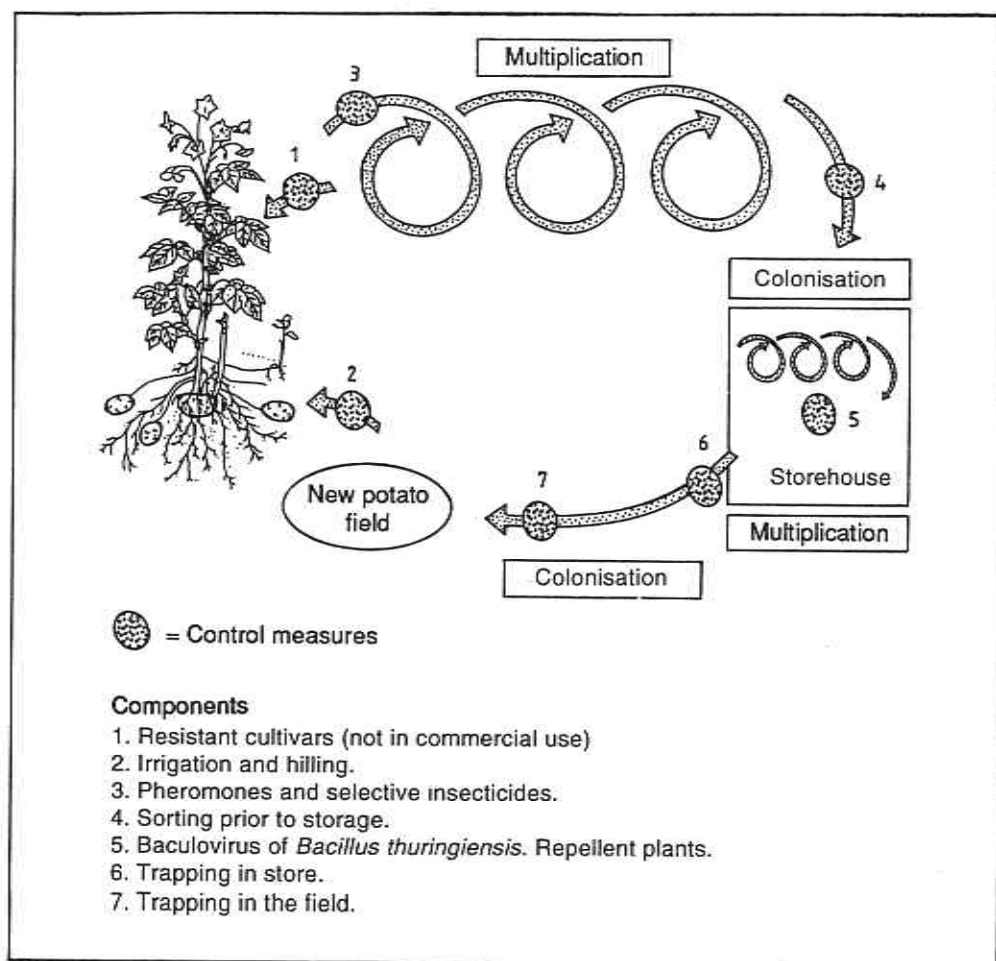 Multiplication
3
1
4
Colonisation
2
5
6
Storehouse
7
New potato
field
Multiplication
Colonisation
= Control measures
Components
1. Resistant cultivars (not in commercial use)
2. Irrigation and hilling.
3. Pheromones and selective insecticides.
4. Sorting prior to storage.
5. Baculovirus of Bacillus thuringiensis. Repellent plants.
6. Trapping in store.
7. Trapping in the field.